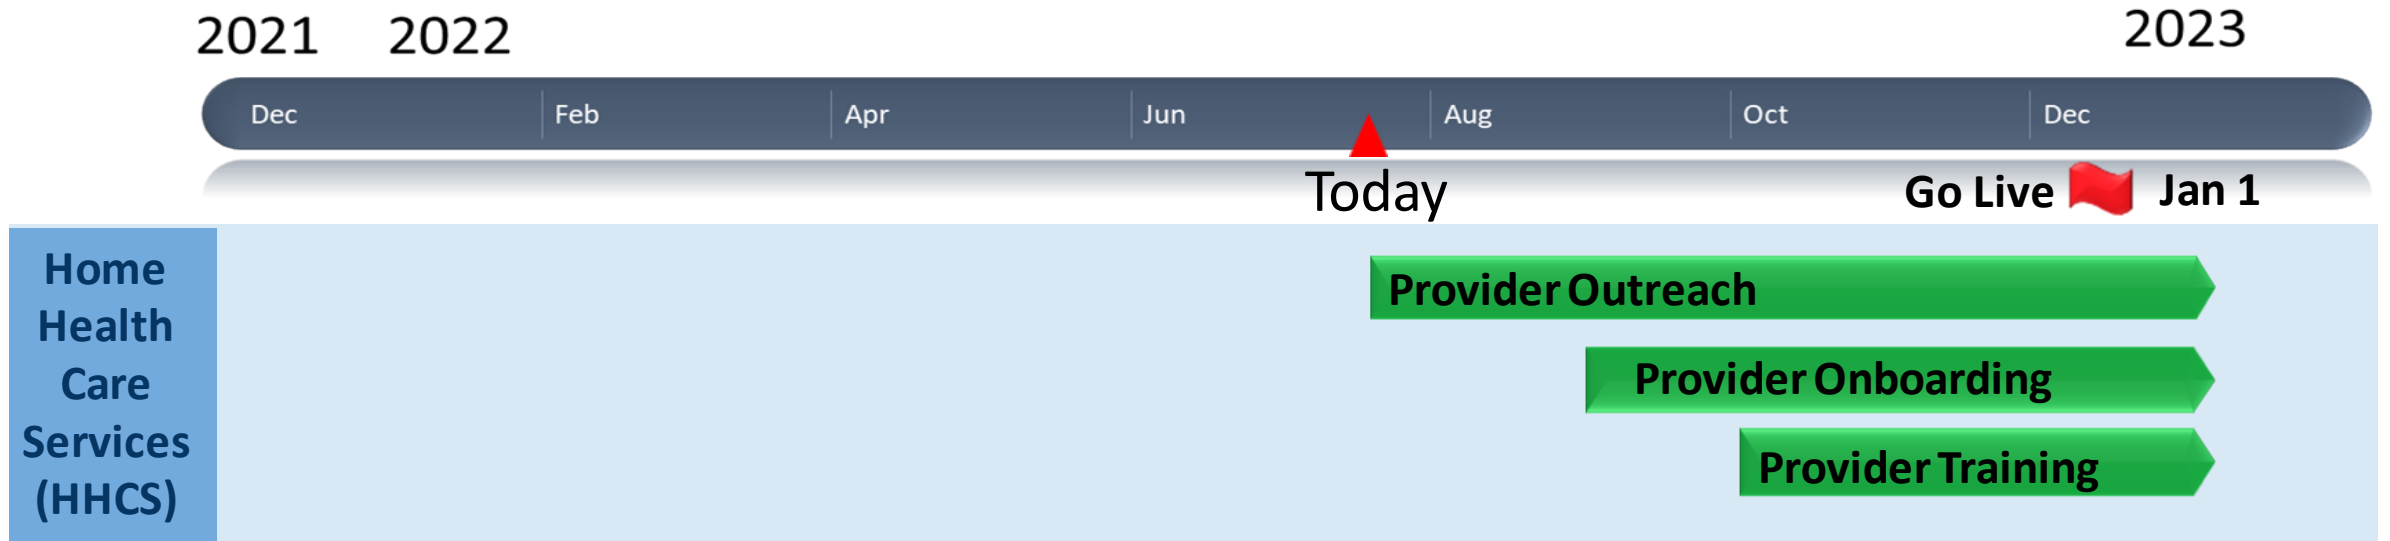 2021 2022 2023
Dec Feb Apr Jun Aug Oct Dec
Today
Go Live Jan 1
Home
Health
Care
Services
(HHCS)
Provider Outreach
Provider Onboarding
Provider Training